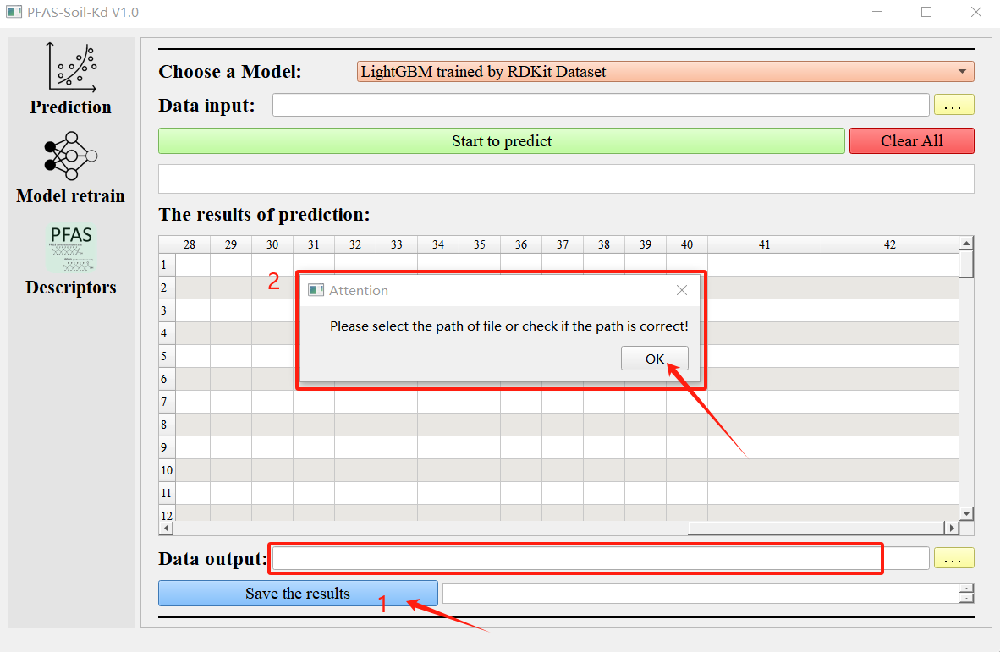 PFAS-Soil-Kd V1.0
Prediction
Model retrain
PFAS
Descriptors
Choose a Model:
LightGBM trained by RDKit Dataset
Data input:
...
Start to predict
Clear All
The results of prediction:
28 29 30 31 32 33 34 35 36 37 38 39 40 41 42
1
2
3
4
5
6
7
8
9
10
11
12
2
Attention
Please select the path of file or check if the path is correct!
OK
Data output:
...
Save the results
1